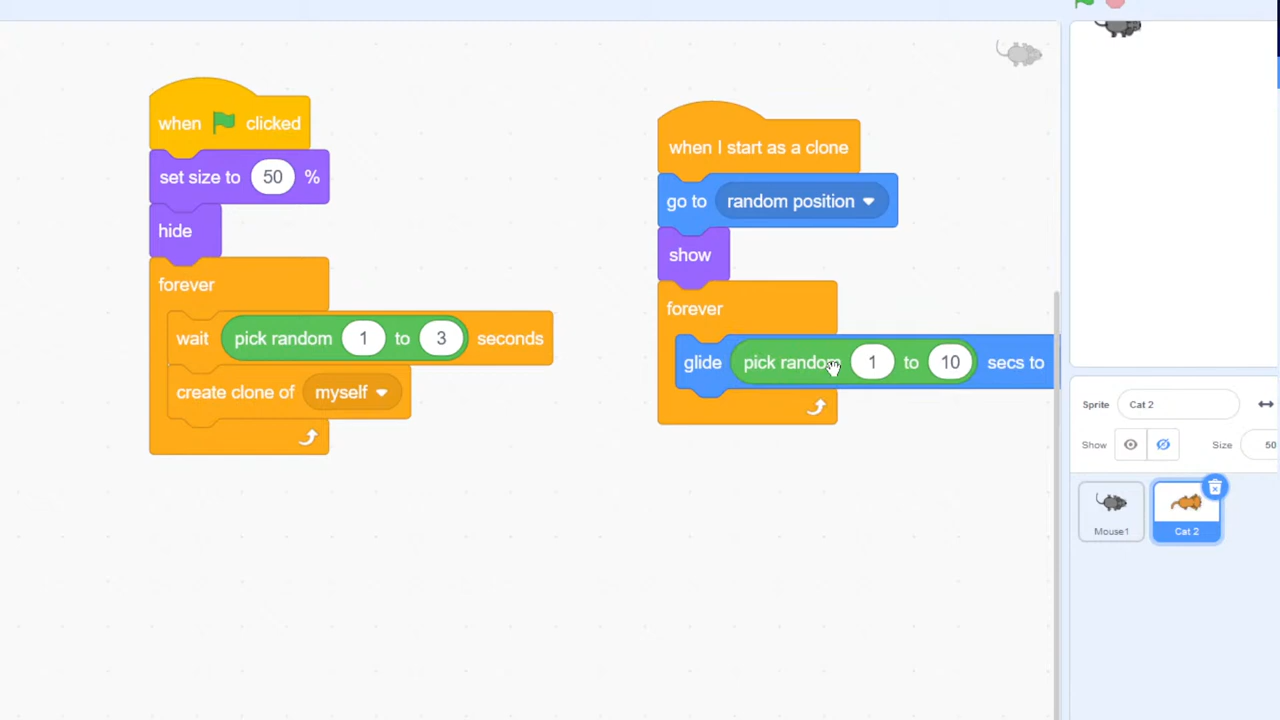 when clicked
set size to 50 %
hide
forever
wait pick random 1 to 3 seconds
create clone of myself
when I start as a clone
go to random position
show
forever
glide pick random 1 to 10 secs to
Sprite Cat 2
Show Size 50
Mouse1 Cat 2